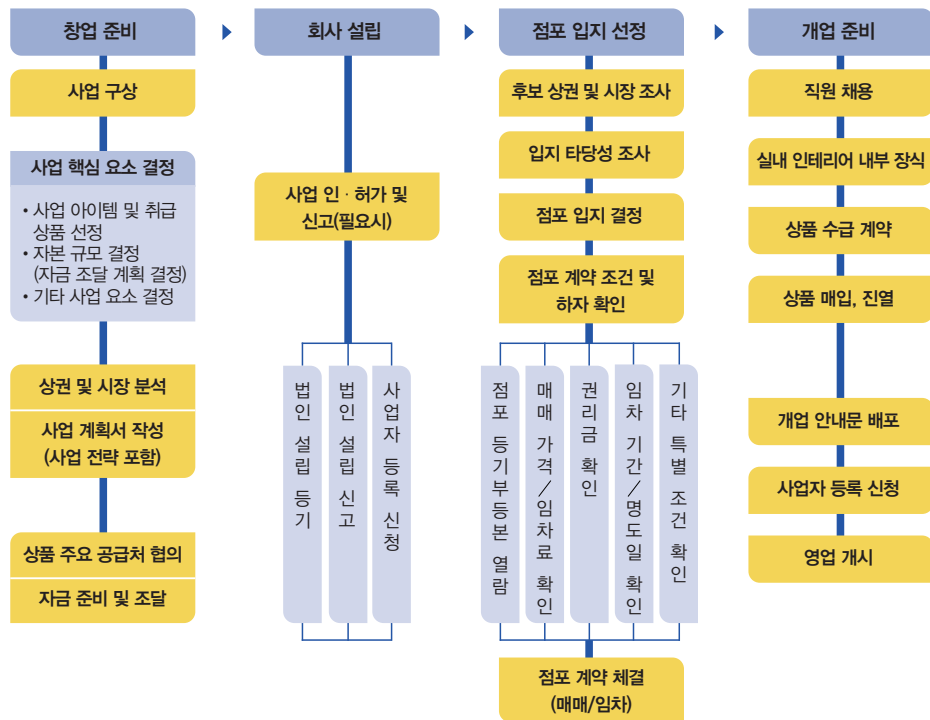 창업 준비
사업 구상
사업 핵심 요소 결정
• 사업 아이템 및 취급
상품 선정
• 자본 규모 결정
(자금 조달 계획 결정)
• 기타 사업 요소 결정
상권 및 시장 분석
사업 계획서 작성
(사업 전략 포함)
상품 주요 공급처 협의
자금 준비 및 조달
회사 설립
사업 인 · 허가 및
신고(필요시)
법인 설립 등기
법인 설립 신고
사업자 등록 신청
점포 입지 선정
후보 상권 및 시장 조사
입지 타당성 조사
점포 입지 결정
점포 계약 조건 및
하자 확인
점포 등기부등본 열람
매매 가격/임차료 확인
권리금 확인
임차 기간/명도일 확인
기타 특별 조건 확인
점포 계약 체결
(매매/임차)
개업 준비
직원 채용
실내 인테리어 내부 장식
상품 수급 계약
상품 매입, 진열
개업 안내문 배포
사업자 등록 신청
영업 개시